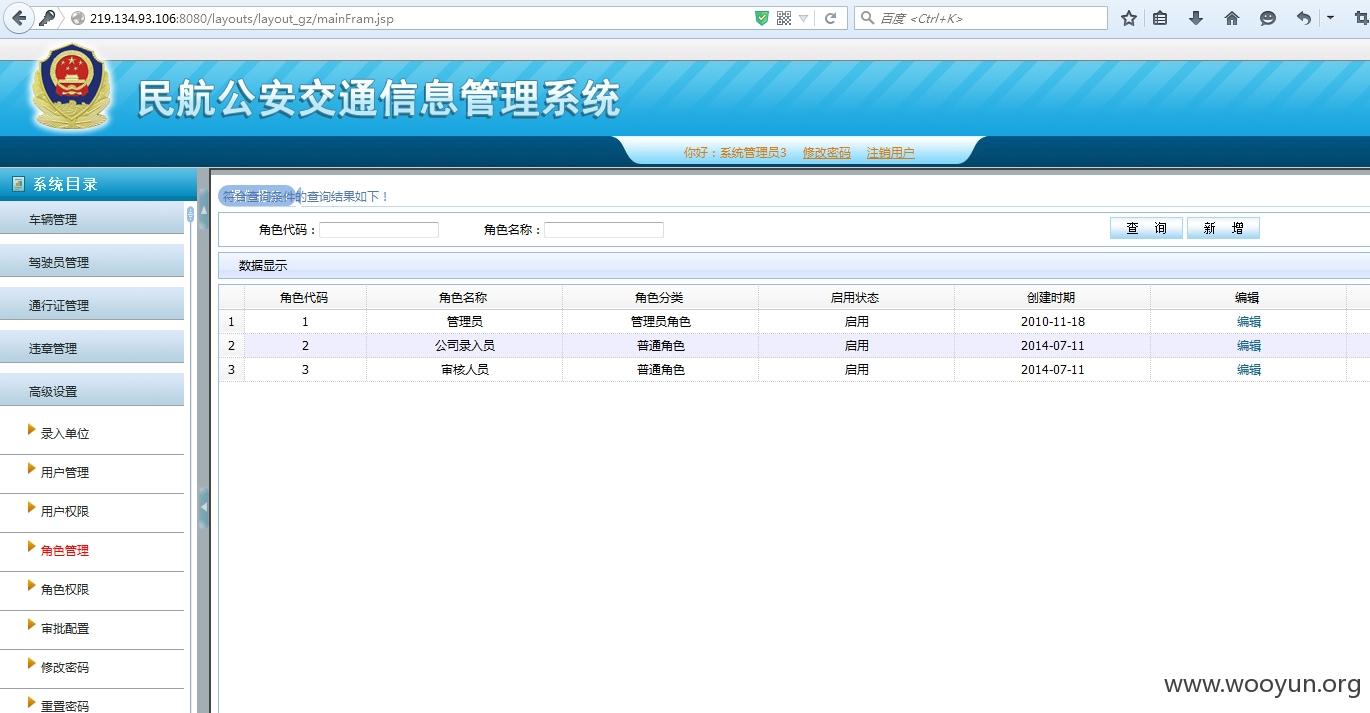 219.134.93.106:8080/layouts/layout_gz/mainFram.jsp
百度 <Ctrl+K>
民航公安交通信息管理系统
你好：系统管理员3 修改密码 注销用户
系统目录
车辆管理
驾驶员管理
通行证管理
违章管理
高级设置
录入单位
用户管理
用户权限
角色管理
角色权限
审批配置
修改密码
重置密码
符合查询条件的查询结果如下！
角色代码： 角色名称： 查 询 新 增
数据显示
角色代码 角色名称 角色分类 启用状态 创建时期 编辑
1 1 管理员 管理员角色 启用 2010-11-18 编辑
2 2 公司录入员 普通角色 启用 2014-07-11 编辑
3 3 审核人员 普通角色 启用 2014-07-11 编辑
www.wooyun.org